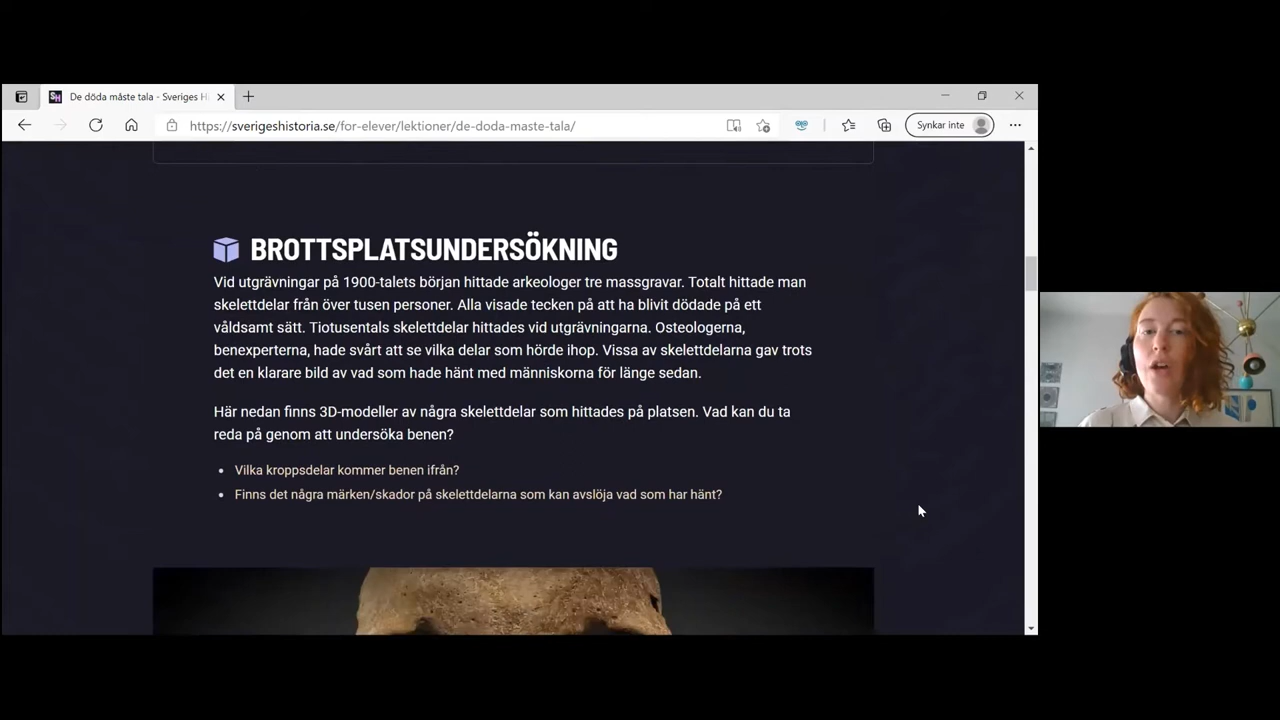 De döda måste tala - Sveriges Hi
https://sverigeshistoria.se/for-elever/lektioner/de-doda-maste-tala/
Synkar inte
BROTTSPLATSUNDERSÖKNING
Vid utgrävningar på 1900-talets början hittade arkeologer tre massgravar. Totalt hittade man
skelettdelar från över tusen personer. Alla visade tecken på att ha blivit dödade på ett
våldsamt sätt. Tiotusentals skelettdelar hittades vid utgrävningarna. Osteologerna,
benexperterna, hade svårt att se vilka delar som hörde ihop. Vissa av skelettdelarna gav trots
det en klarare bild av vad som hade hänt med människorna för länge sedan.
Här nedan finns 3D-modeller av några skelettdelar som hittades på platsen. Vad kan du ta
reda på genom att undersöka benen?
• Vilka kroppsdelar kommer benen ifrån?
• Finns det några märken/skador på skelettdelarna som kan avslöja vad som har hänt?